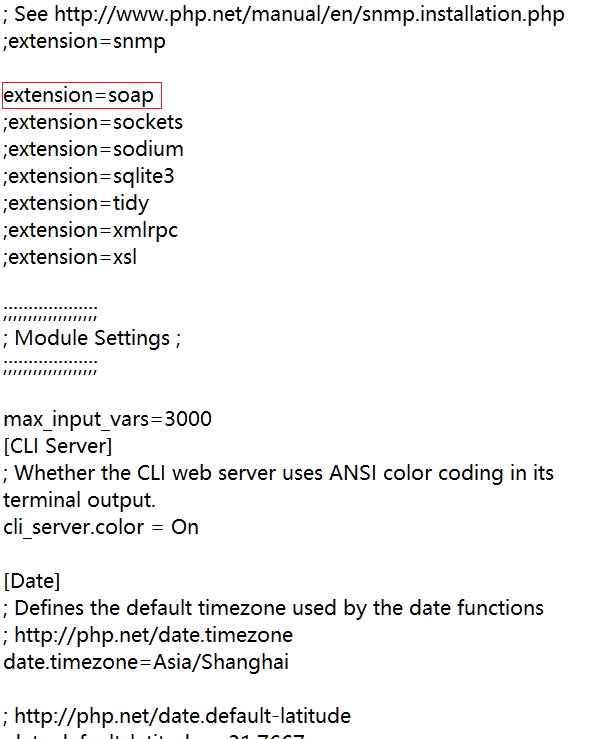 ; See http://www.php.net/manual/en/snmp.installation.php
;extension=snmp
extension=soap
;extension=sockets
;extension=sodium
;extension=sqlite3
;extension=tidy
;extension=xmlrpc
;extension=xsl
;;;;;;;;;;;;;;;;;;;
; Module Settings ;
;;;;;;;;;;;;;;;;;;;
max_input_vars=3000
[CLI Server]
; Whether the CLI web server uses ANSI color coding in its
terminal output.
cli_server.color = On
[Date]
; Defines the default timezone used by the date functions
; http://php.net/date.timezone
date.timezone=Asia/Shanghai
; http://php.net/date.default-latitude